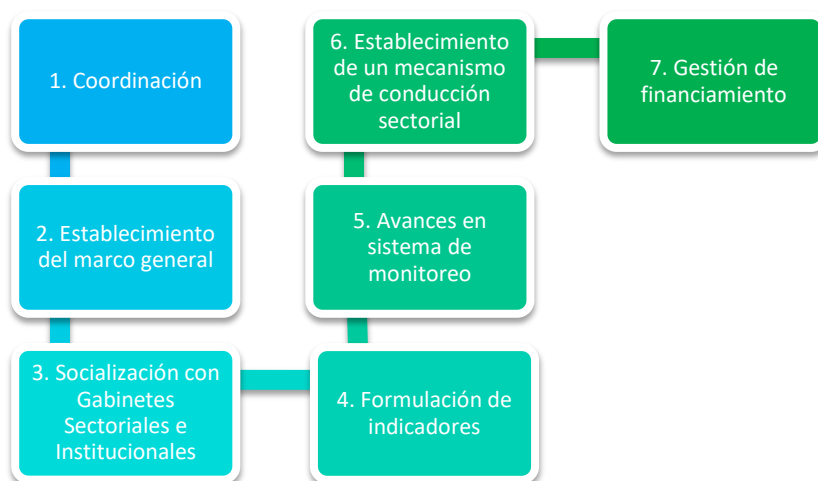 1. Coordinación
2. Establecimiento
del marco general
3. Socialización con
Gabinetes
Sectoriales e
Institucionales
4. Formulación de
indicadores
5. Avances en
sistema de
monitoreo
6. Establecimiento
de un mecanismo
de conducción
sectorial
7. Gestión de
financiamiento